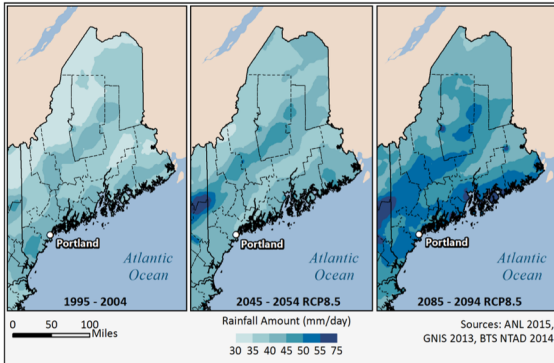 Portland
Atlantic
Ocean
1995 - 2004
Portland
Atlantic
Ocean
2045 - 2054 RCP8.5
Portland
Atlantic
Ocean
2085 - 2094 RCP8.5
0 50 100
Miles
Rainfall Amount (mm/day)
30 35 40 45 50 55 75
Sources: ANL 2015,
GNIS 2013, BTS NTAD 2014